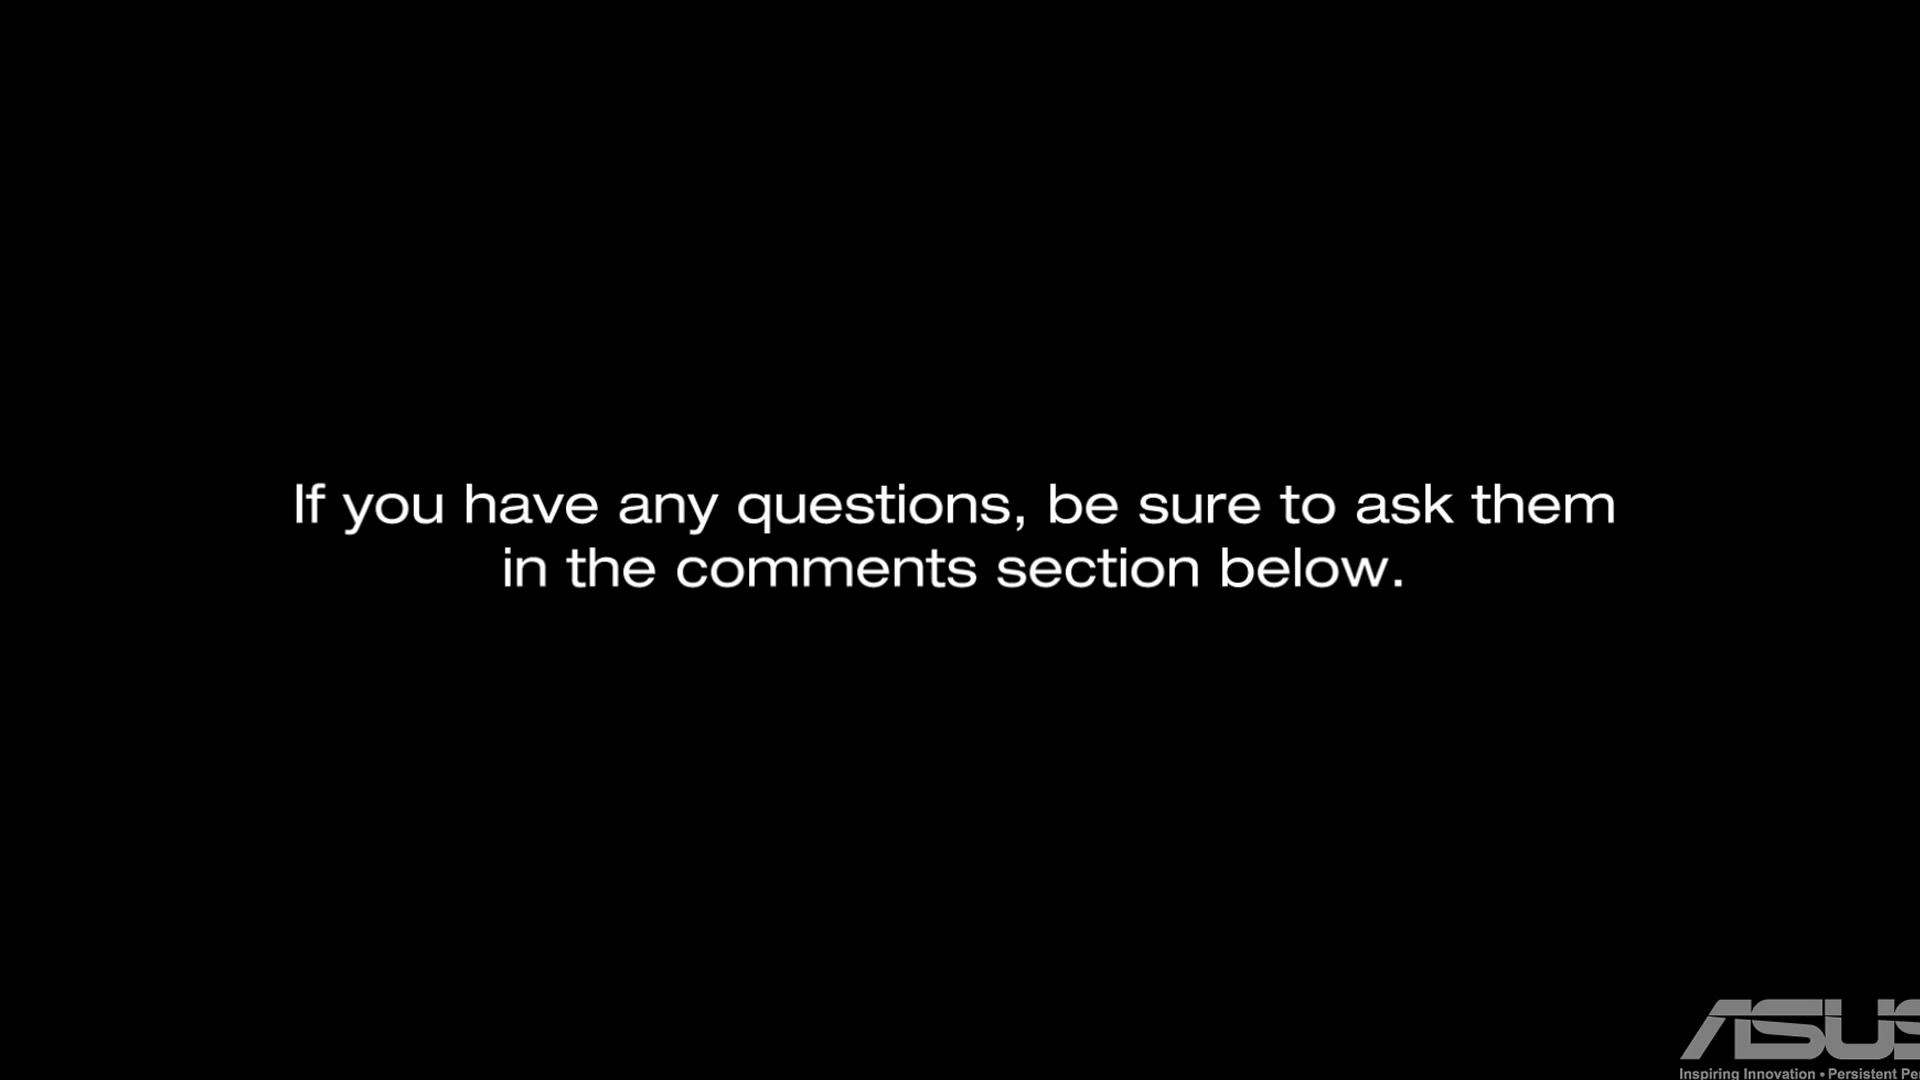 If you have any questions, be sure to ask them
in the comments section below.
ASUS
Inspiring Innovation • Persistent